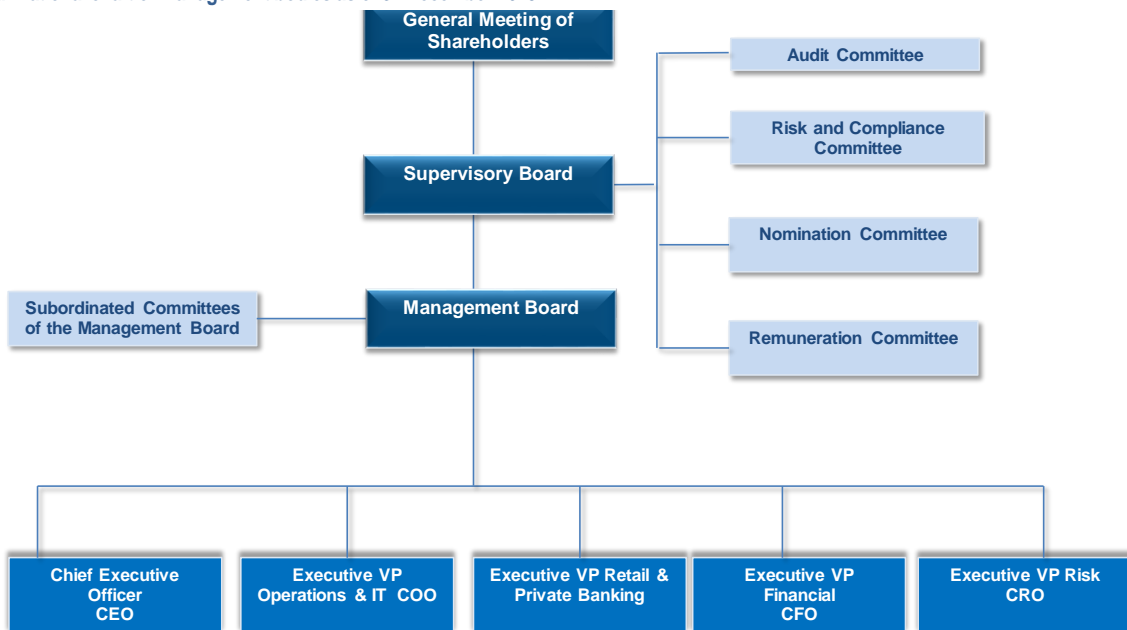 General Meeting of
Shareholders
Audit Committee
Risk and Compliance
Committee
Supervisory Board
Nomination Committee
Subordinated Committees
of the Management Board
Management Board
Remuneration Committee
Chief Executive
Officer
CEO
Executive VP
Operations & IT COO
Executive VP Retail &
Private Banking
Executive VP
Financial
CFO
Executive VP Risk
CRO